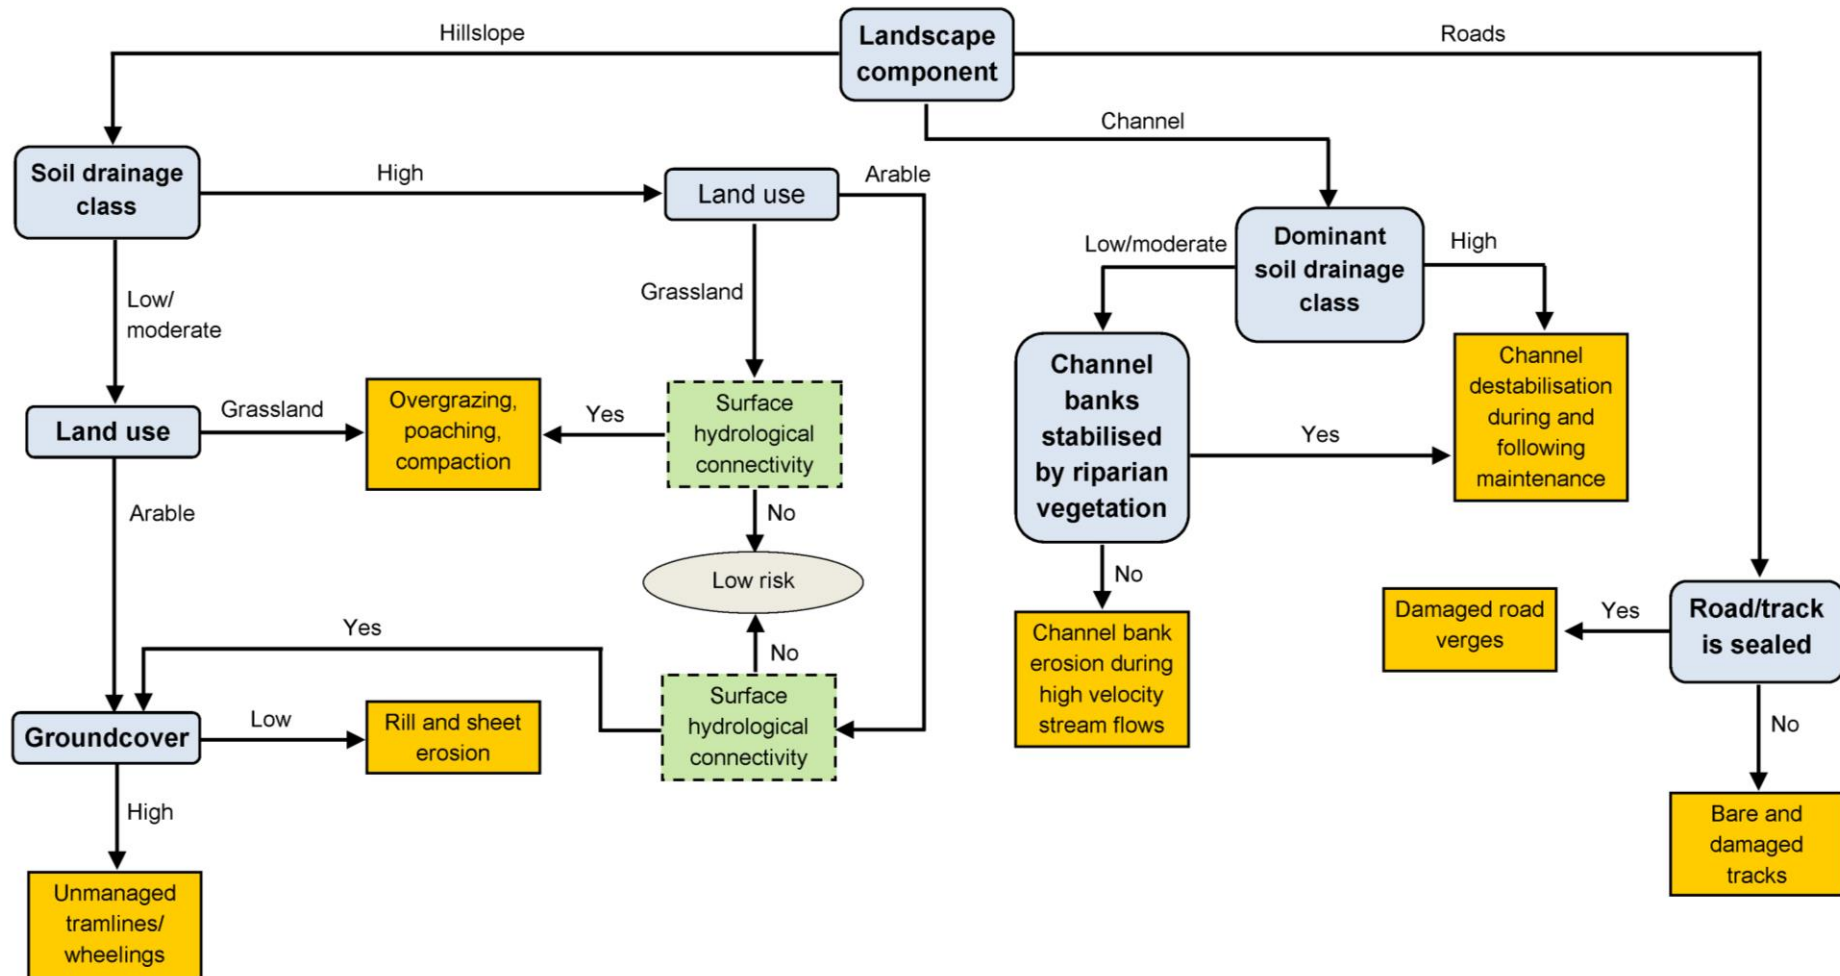 Hillslope
Landscape
component
Roads
Channel
Soil drainage
class
High
Land use
Arable
Low/
moderate
Grassland
Dominant
soil drainage
class
Low/moderate
High
Channel
banks
stabilised
by riparian
vegetation
Yes
Channel
destabilisation
during and
following
maintenance
Land use
Grassland
Overgrazing,
poaching,
compaction
Yes
Surface
hydrological
connectivity
No
Low risk
No
Surface
hydrological
connectivity
Yes
Arable
Groundcover
Low
Rill and sheet
erosion
High
Unmanaged
tramlines/
wheelings
No
Channel bank
erosion during
high velocity
stream flows
Road/track
is sealed
Yes
Damaged road
verges
No
Bare and
damaged
tracks